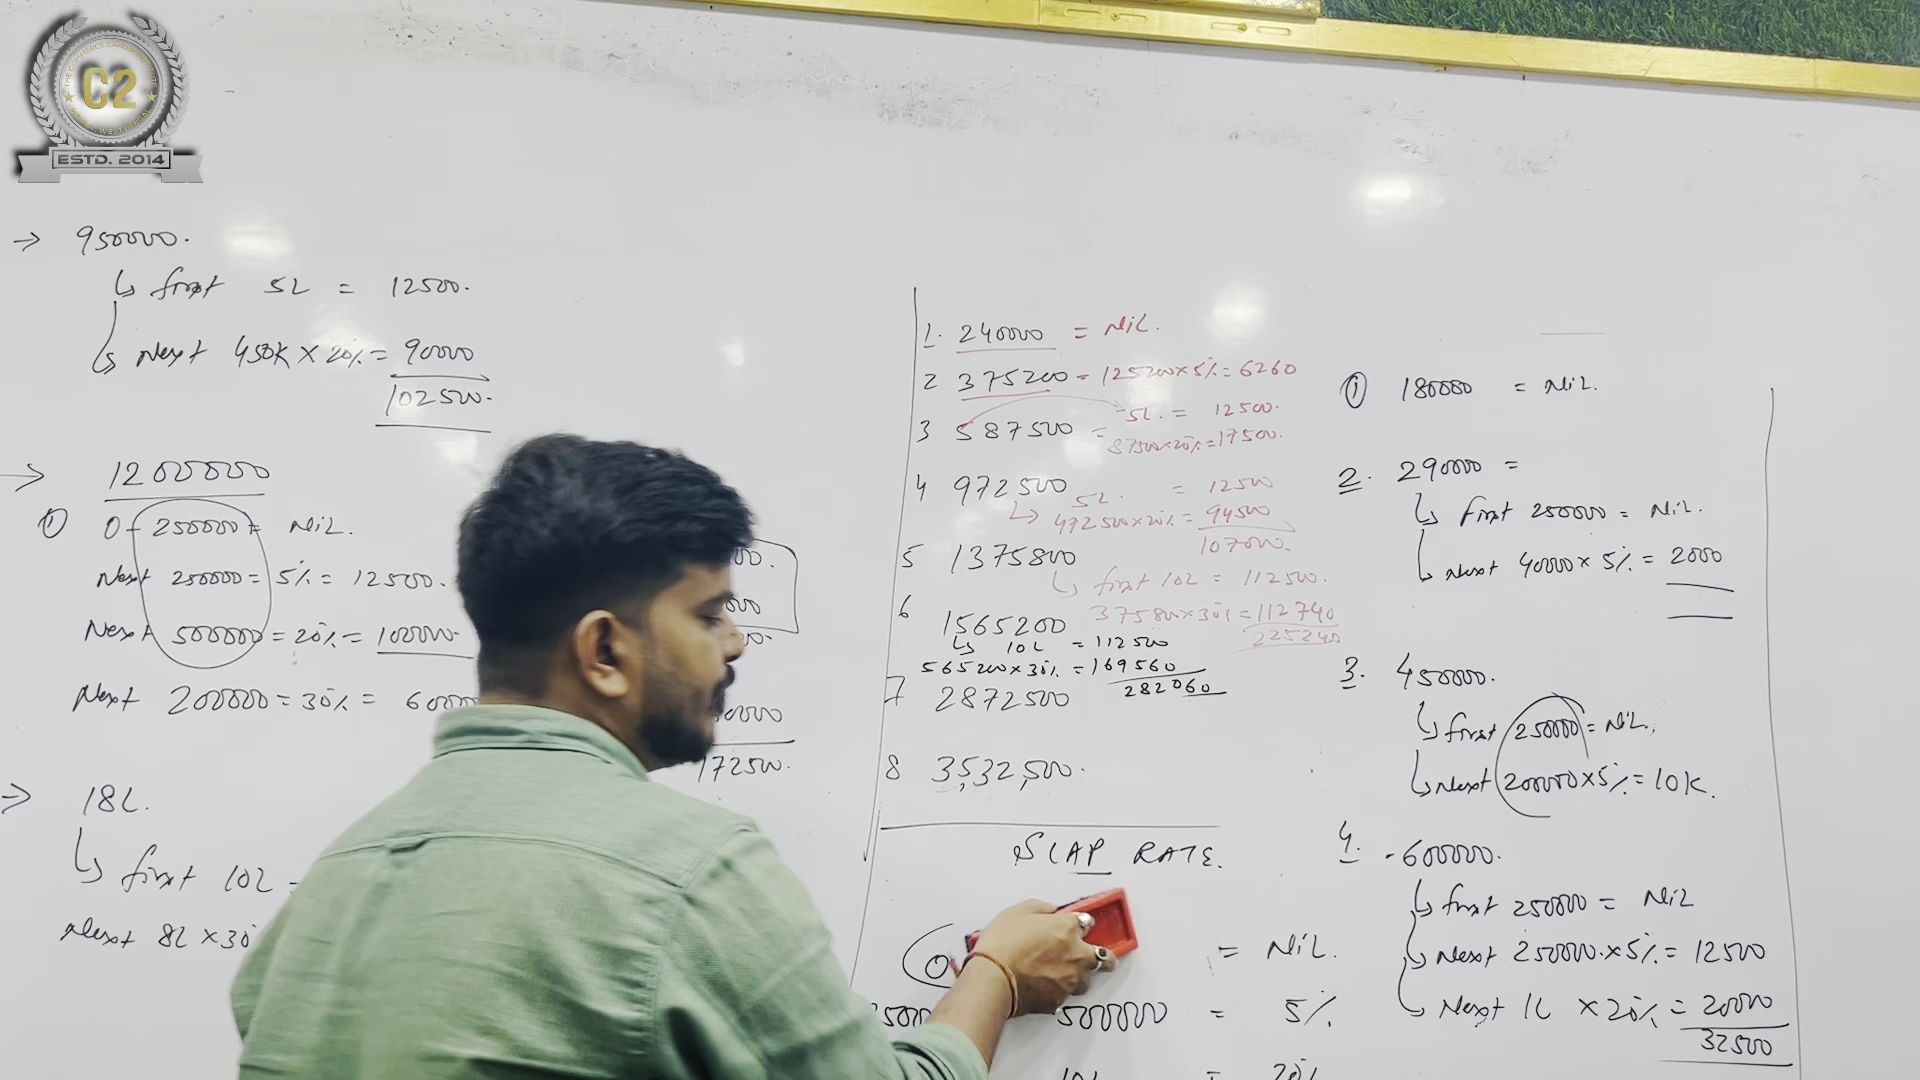 C2
ESTD. 2014
→ 950000.
↳ first 5L = 12500.
↳ Next 450K × 20% = 90000
102500.
→ 1200000
① 0 - 250000 = NiL.
Next 250000 = 5% = 12500.
Next 500000 = 20% = 100000.
Next 200000 = 30% = 60000
172500.
→ 18L.
↳ first 10L =
Next 8L × 30
1. 240000 = NiL.
2 375200 = 125200 × 5% = 6260
3 587500 = 5L. = 12500.
87500 × 20% = 17500.
4 972500 5L. = 12500
↳ 472500 × 20% = 94500
107000.
5 1375800
↳ first 10L = 112500.
375800 × 30% = 112740
225240
6 1565200
↳ 10L = 112500
565200 × 30% = 169560
282060
7 2872500
8 3,532,500.
SLAP RATE.
0 = NiL.
500000 = 5%
10L = 20%
① 180000 = NiL.
2. 290000 =
↳ first 250000 = NiL.
↳ Next 40000 × 5% = 2000
3. 450000.
↳ first 250000 = NiL.
↳ Next 200000 × 5% = 10K.
4. 600000.
↳ first 250000 = NiL
↳ Next 250000 × 5% = 12500
↳ Next 1L × 20% = 20000
32500